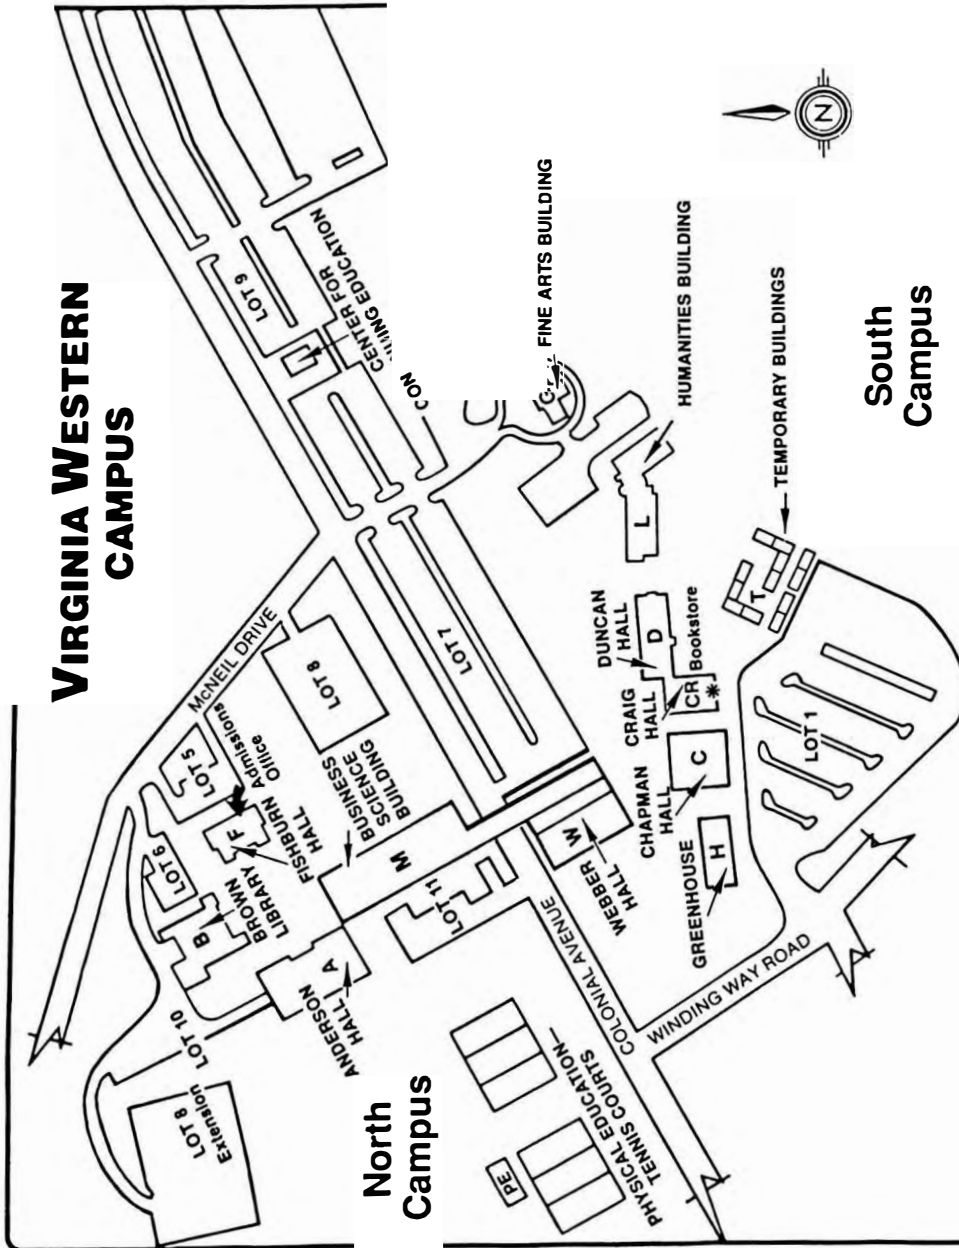 VIRGINIA WESTERN
CAMPUS
McNEIL DRIVE
LOT 9
CENTER FOR
CON
UING EDUCATION
FINE ARTS BUILDING
G
HUMANITIES BUILDING
L
TEMPORARY BUILDINGS
T
N
South
Campus
LOT 8
LOT 7
LOT 5
Admissions
Office
F
FISHBURN
HALL
LOT 6
B
BROWN
LIBRARY
BUSINESS
SCIENCE
BUILDING
M
LOT 11
A
ANDERSON
HALL
LOT 10
LOT 8
Extension
North
Campus
DUNCAN
HALL
D
CRAIG
HALL
CR
Bookstore
*
CHAPMAN
HALL
C
GREENHOUSE
H
W
WEBBER
HALL
LOT 1
COLONIAL AVENUE
WINDING WAY ROAD
PE
PHYSICAL EDUCATION
TENNIS COURTS